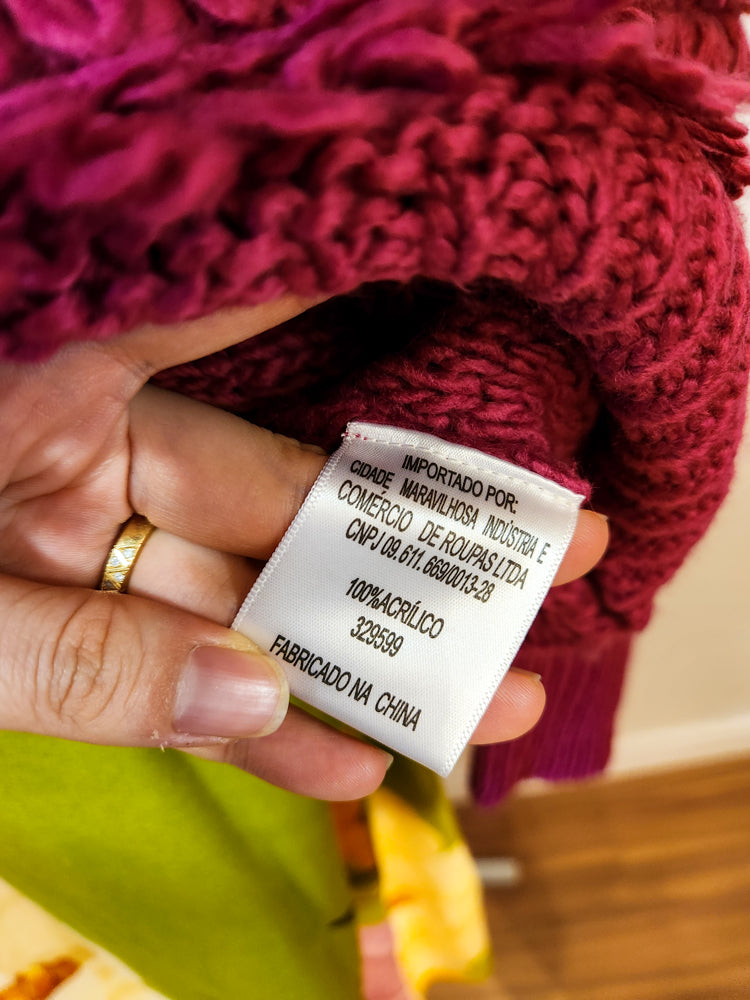 IMPORTADO POR:
CIDADE MARAVILHOSA INDÚSTRIA E
COMÉRCIO DE ROUPAS LTDA
CNPJ 09.611.669/0013-28
100%ACRÍLICO
329599
FABRICADO NA CHINA